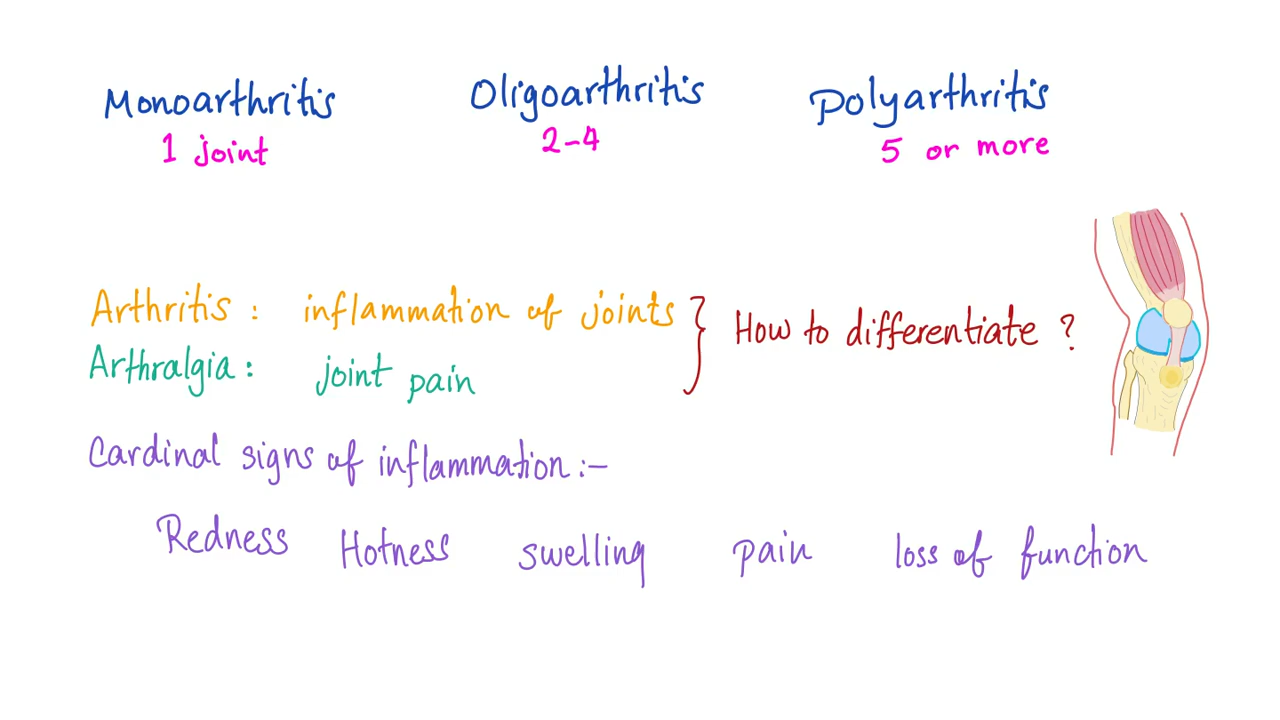 Monoarthritis Oligoarthritis Polyarthritis
1 joint 2-4 5 or more
Arthritis : inflammation of joints
How to differentiate ?
Arthralgia : joint pain
Cardinal signs of inflammation :-
Redness Hotness swelling pain loss of function